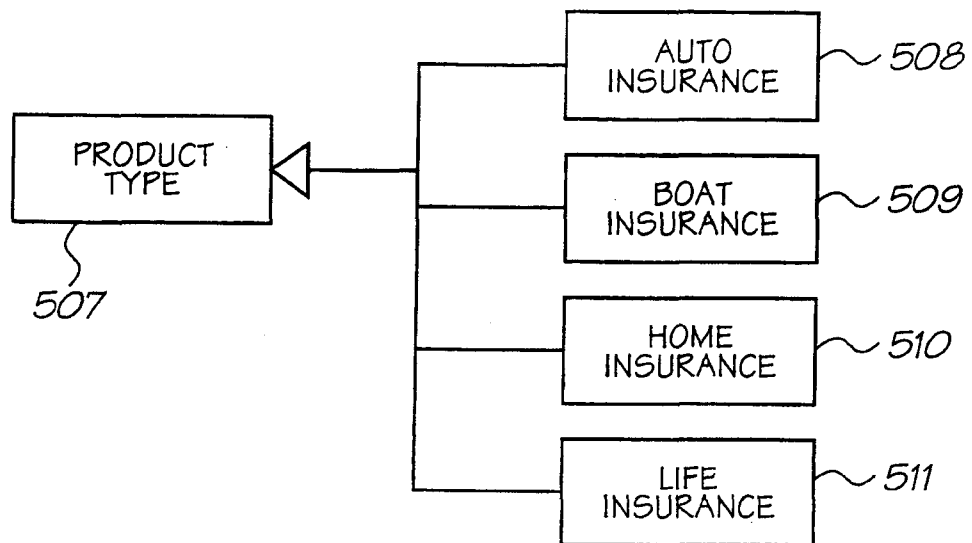 PRODUCT
TYPE
507
AUTO
INSURANCE
508
BOAT
INSURANCE
509
HOME
INSURANCE
510
LIFE
INSURANCE
511